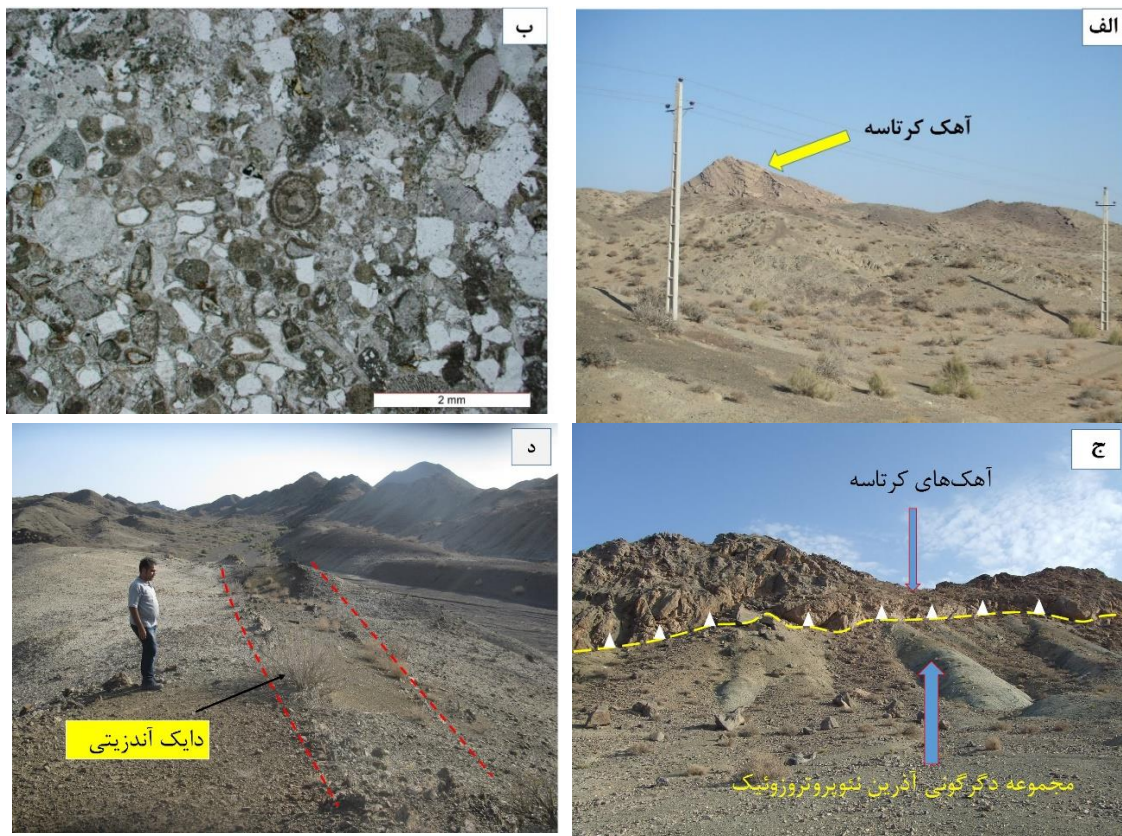 الف
آهک کرتاسه
ب
2 mm
ج
آهک‌های کرتاسه
مجموعه دگرگونی آذرین نئوپروتروزوئیک
د
دایک آندزیتی